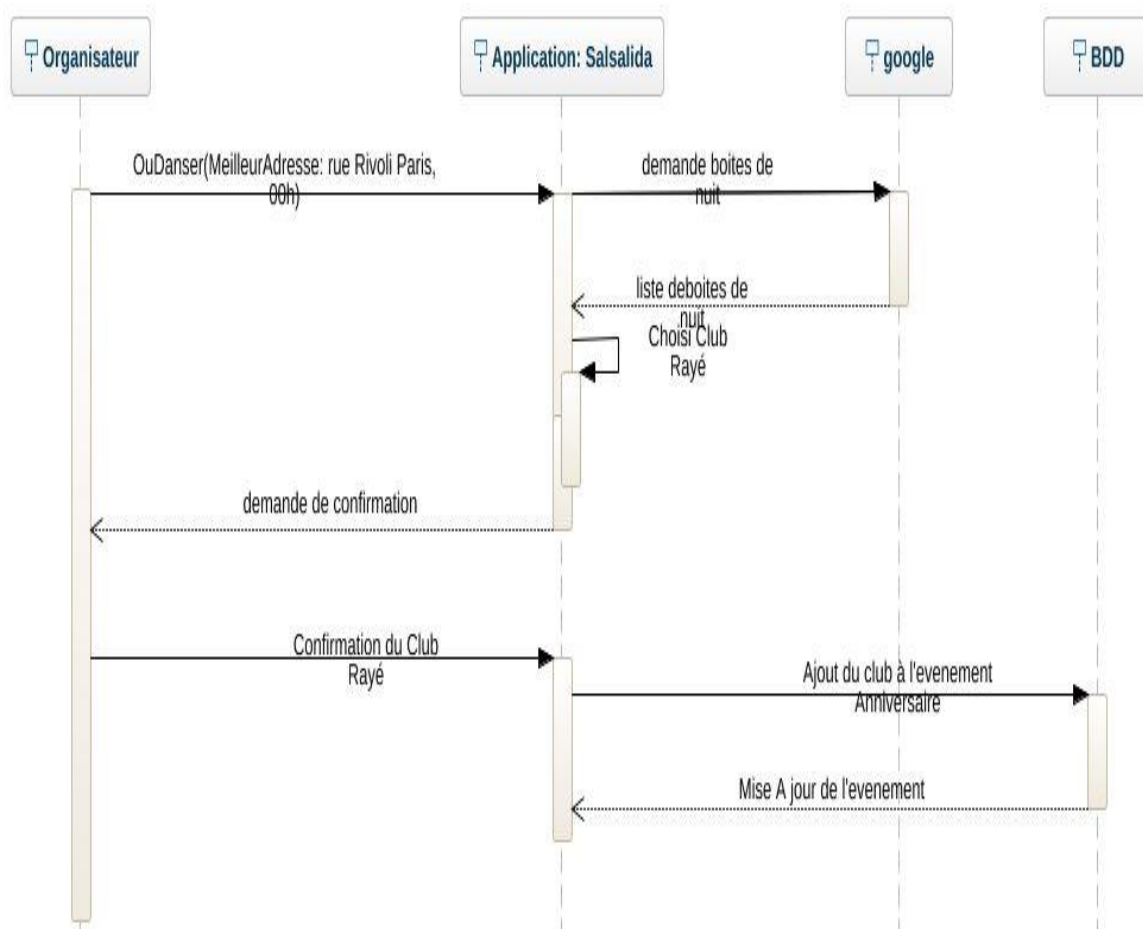 Organisateur
Application: Salsalida
google
BDD
OuDanser(MeilleurAdresse: rue Rivoli Paris,
00h)
demande boites de
nuit
liste deboites de
nuit
Choisi Club
Rayé
demande de confirmation
Confirmation du Club
Rayé
Ajout du club à l'evenement
Anniversaire
Mise A jour de l'evenement